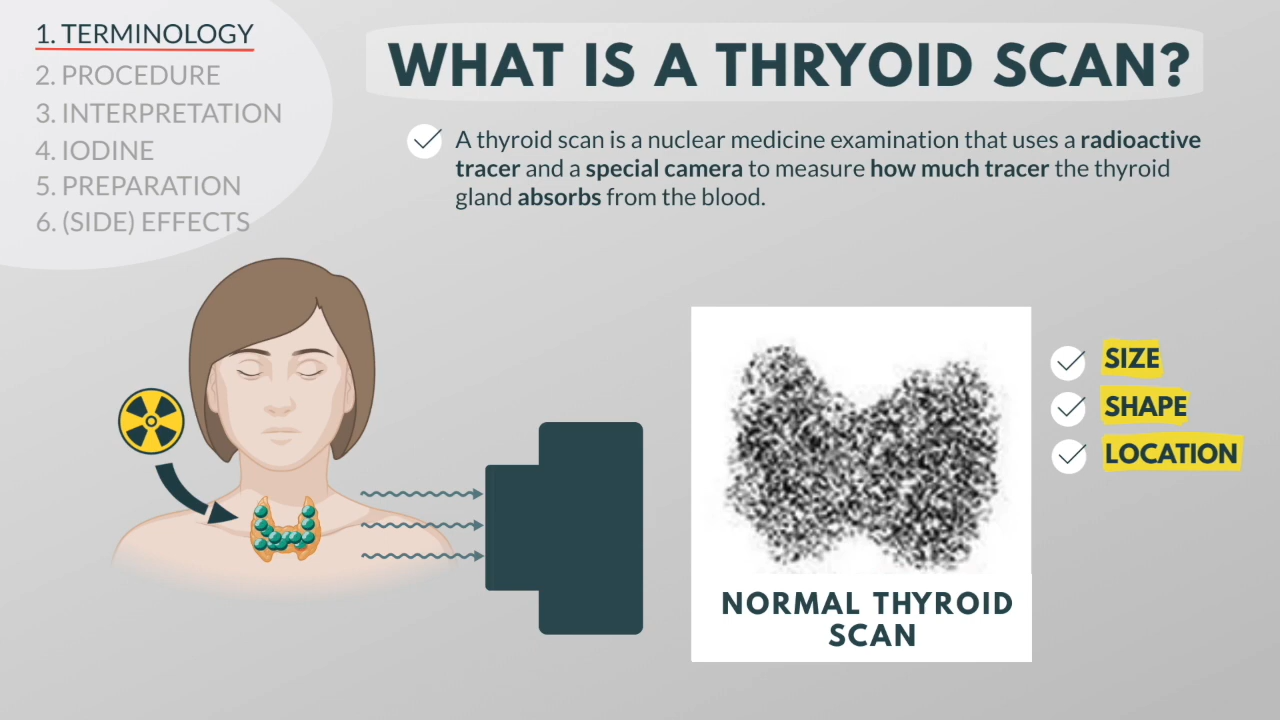 1. TERMINOLOGY
2. PROCEDURE
3. INTERPRETATION
4. IODINE
5. PREPARATION
6. (SIDE) EFFECTS
WHAT IS A THRYOID SCAN?
A thyroid scan is a nuclear medicine examination that uses a radioactive
tracer and a special camera to measure how much tracer the thyroid
gland absorbs from the blood.
SIZE
SHAPE
LOCATION
NORMAL THYROID
SCAN